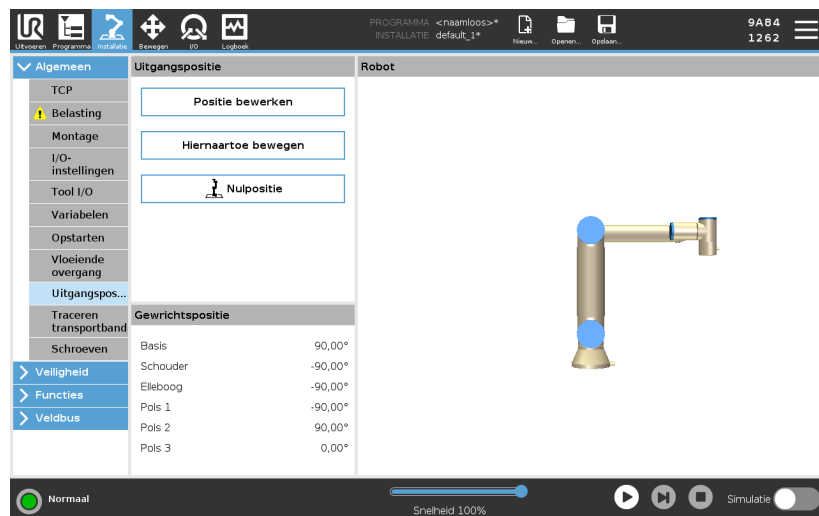 UR
PROGRAMMA <naamloos>*
INSTALLATIE default_1*
9A84
1262
Uitvoeren Programma Installatie Bewegen I/O Logboek Nieuw... Openen... Opslaan...
Algemeen
TCP
Belasting
Montage
I/O-
instellingen
Tool I/O
Variabelen
Opstarten
Vloeiende
overgang
Uitgangspos...
Traceren
transportband
Schroeven
Veiligheid
Functies
Veldbus
Uitgangspositie
Positie bewerken
Hiernaartoe bewegen
Nulpositie
Gewrichtspositie
Basis 90,00°
Schouder -90,00°
Elleboog -90,00°
Pols 1 -90,00°
Pols 2 90,00°
Pols 3 0,00°
Robot
Normaal
Snelheid 100%
Simulatie